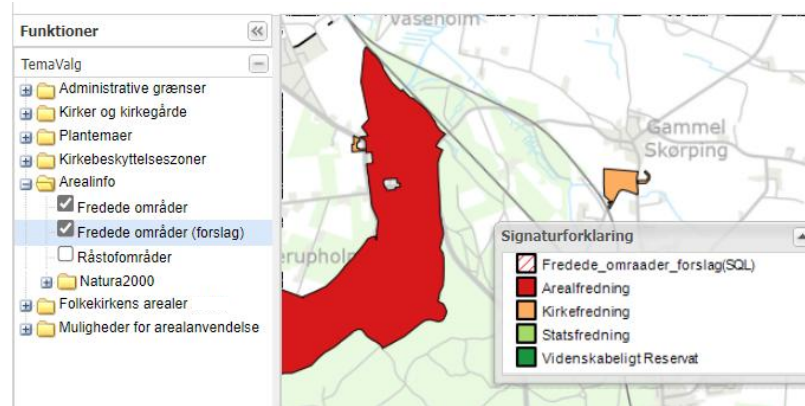 Funktioner
TemaValg
Administrative grænser
Kirker og kirkegårde
Plantemaer
Kirkebeskyttelseszoner
Arealinfo
Fredede områder
Fredede områder (forslag)
Råstofområder
Natura2000
Folkekirkens arealer
Muligheder for arealanvendelse
Vaseholm
Gammel
Skørping
erupholm
Signaturforklaring
Fredede_omraader_forslag(SQL)
Arealfredning
Kirkefredning
Statsfredning
Videnskabeligt Reservat